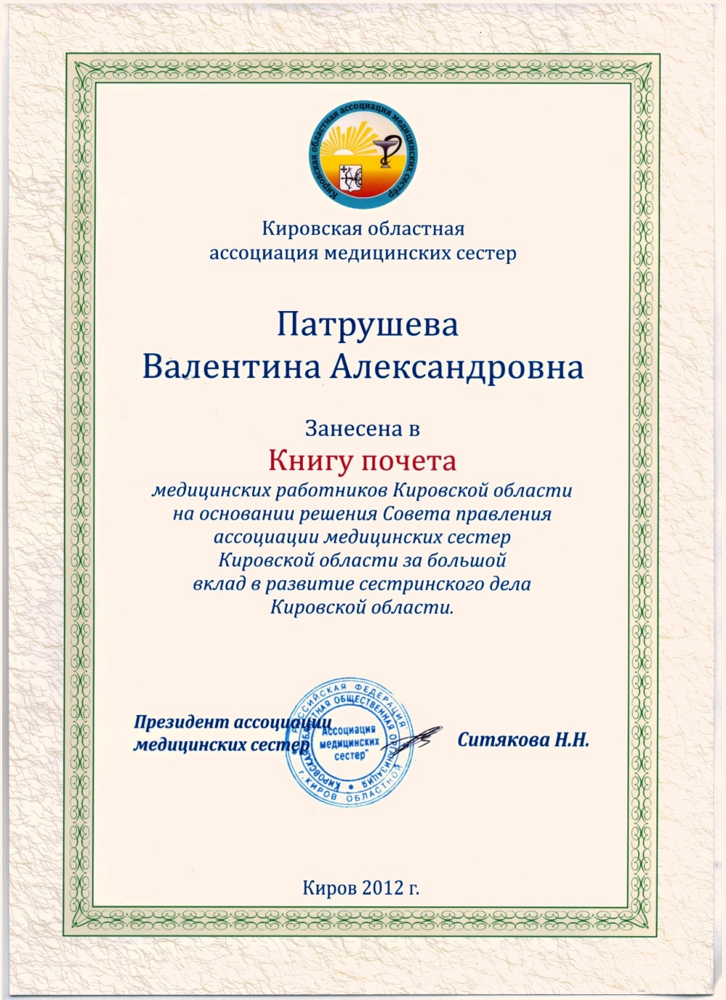 Кировская областная ассоциация медицинских сестёр
Кировская областная
ассоциация медицинских сестер
Патрушева
Валентина Александровна
Занесена в
Книгу почета
медицинских работников Кировской области
на основании решения Совета правления
ассоциации медицинских сестер
Кировской области за большой
вклад в развитие сестринского дела
Кировской области.
Президент ассоциации
медицинских сестер
РОССИЙСКАЯ ФЕДЕРАЦИЯ
г. КИРОВ ОБЛАСТНОЙ
КИРОВСКАЯ ОБЛАСТНАЯ ОБЩЕСТВЕННАЯ ОРГАНИЗАЦИЯ
"Ассоциация
медицинских
сестер"
Ситякова Н.Н.
Киров 2012 г.